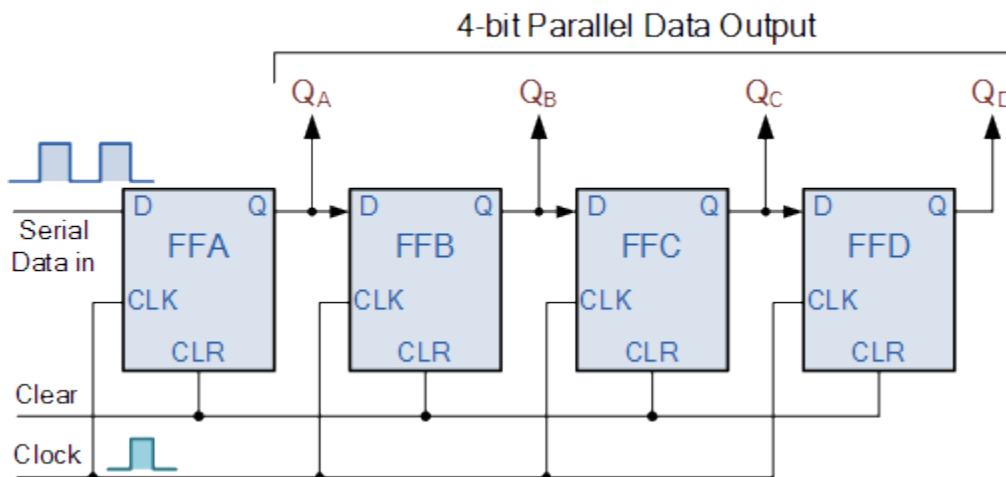 4-bit Parallel Data Output
QA QB QC QD
D Q D Q D Q D Q
Serial
Data in
FFA FFB FFC FFD
CLK CLK CLK CLK
CLR CLR CLR CLR
Clear
Clock